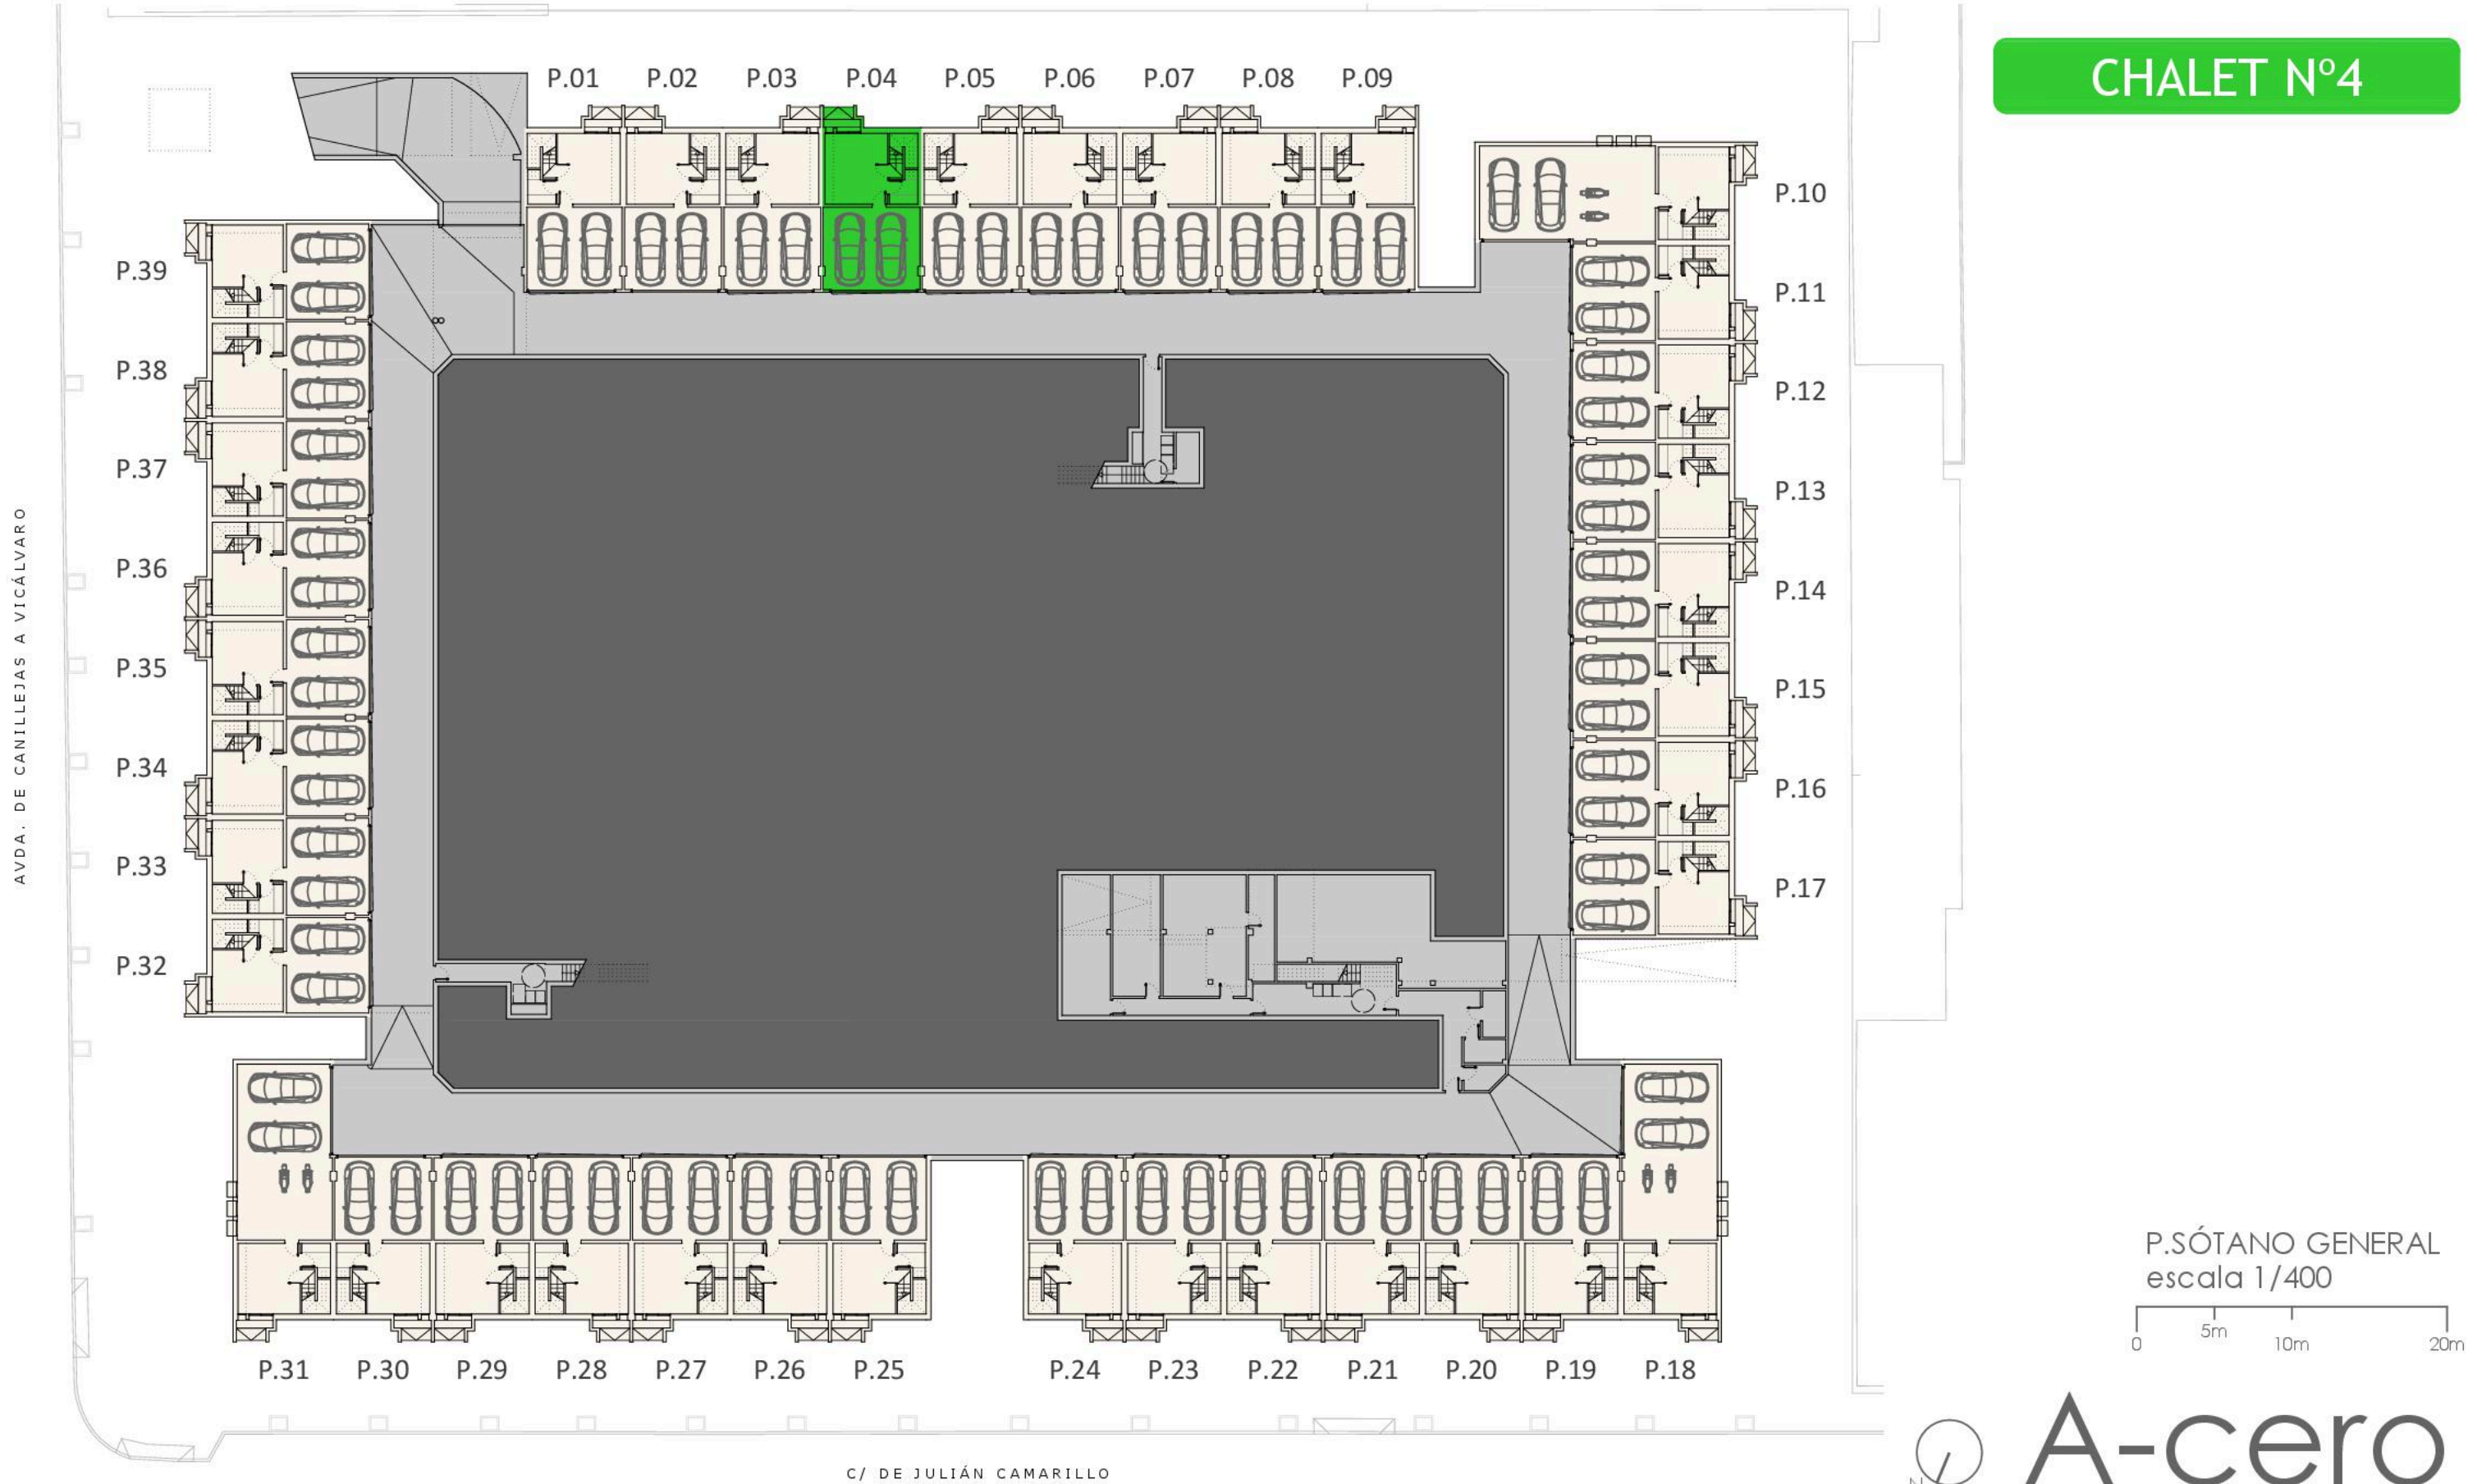 CHALET Nº4
P.01 P.02 P.03 P.04 P.05 P.06 P.07 P.08 P.09
P.10
P.11
P.12
P.13
P.14
P.15
P.16
P.17
P.39
P.38
P.37
P.36
P.35
P.34
P.33
P.32
P.31 P.30 P.29 P.28 P.27 P.26 P.25 P.24 P.23 P.22 P.21 P.20 P.19 P.18
AVDA. DE CANILLEJAS A VICÁLVARO
C/ DE JULIÁN CAMARILLO
P.SÓTANO GENERAL
escala 1/400
0 5m 10m 20m
N
A-cero